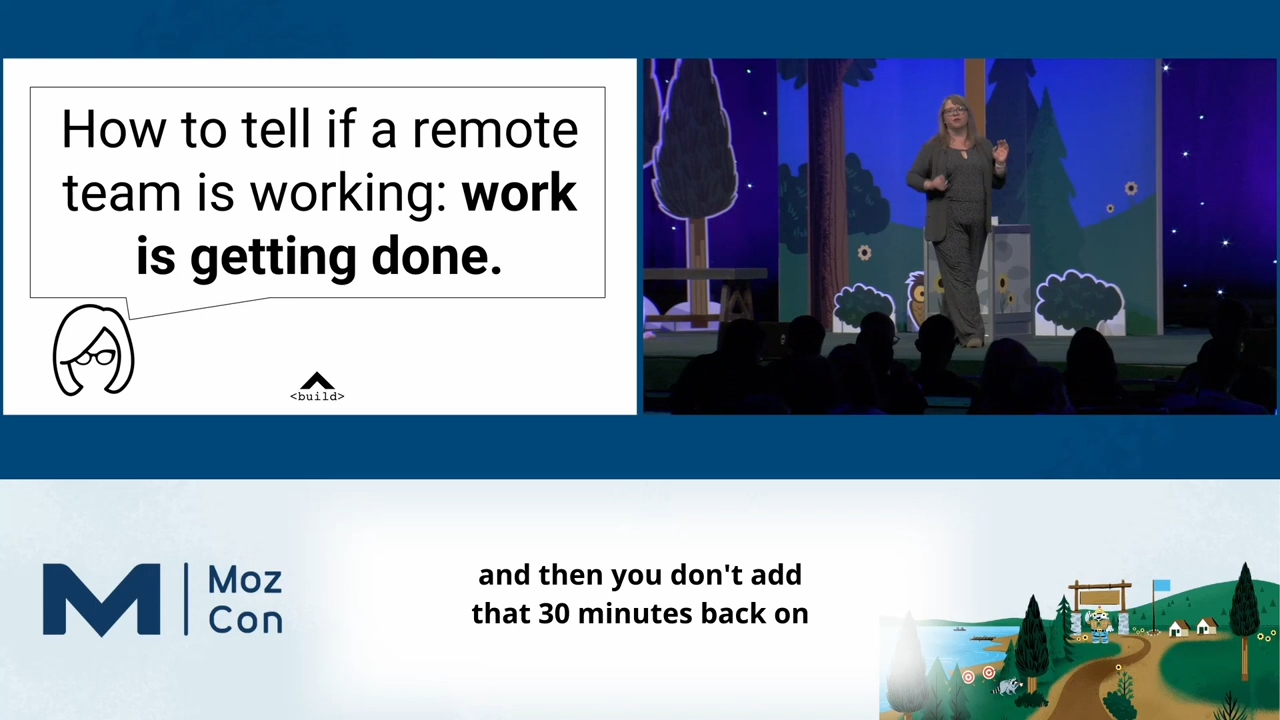 How to tell if a remote
team is working: work
is getting done.
<build>
Moz
Con
and then you don't add
that 30 minutes back on